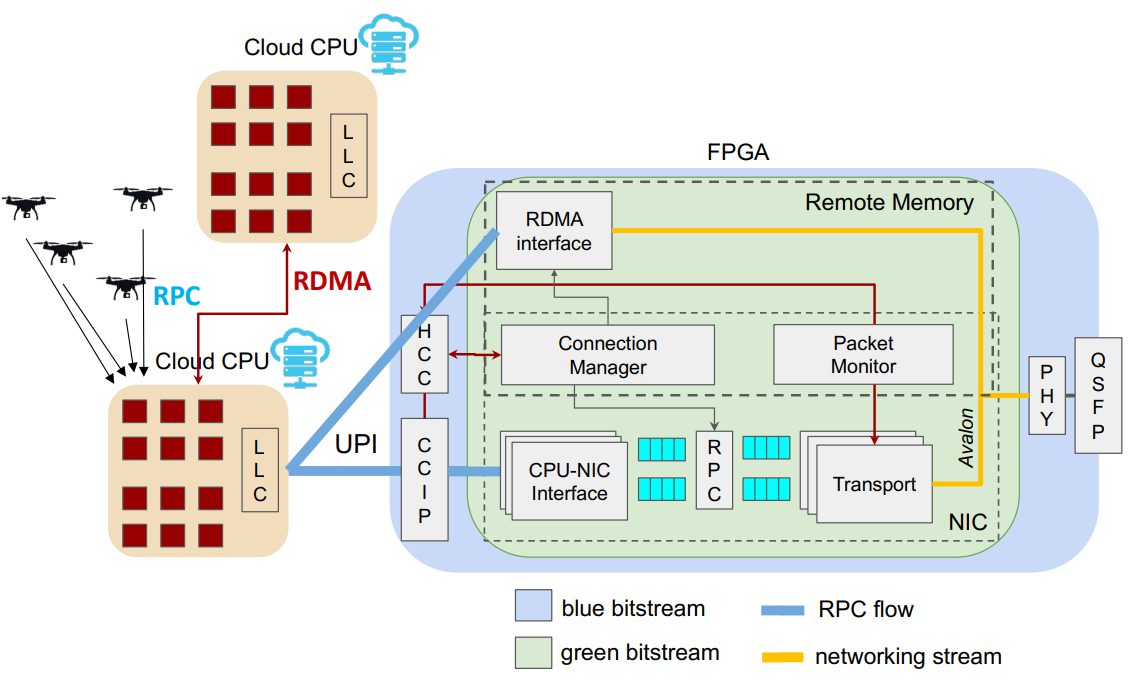 Cloud CPU
L
L
C
RPC
RDMA
Cloud CPU
L
L
C
UPI
FPGA
Remote Memory
RDMA
interface
H
C
C
Connection
Manager
Packet
Monitor
C
C
I
P
CPU-NIC
Interface
R
P
C
Transport
Avalon
NIC
P
H
Y
Q
S
F
P
blue bitstream
RPC flow
green bitstream
networking stream